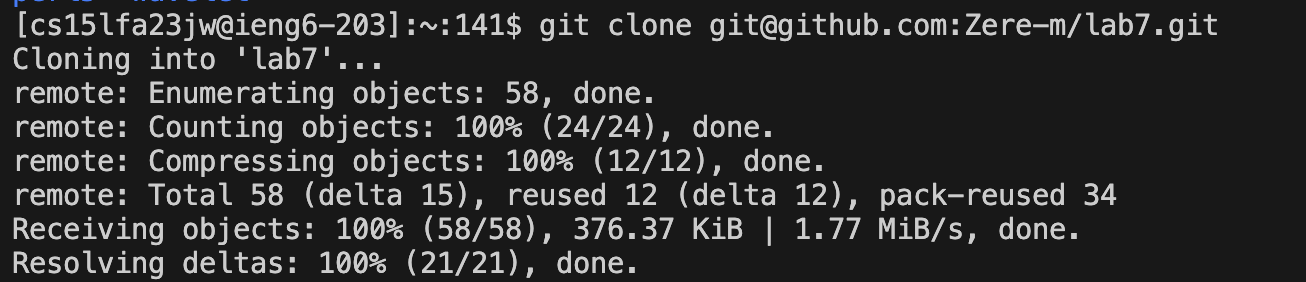 [cs15lfa23jw@ieng6-203]:~:141$ git clone git@github.com:Zere-m/lab7.git
Cloning into 'lab7'...
remote: Enumerating objects: 58, done.
remote: Counting objects: 100% (24/24), done.
remote: Compressing objects: 100% (12/12), done.
remote: Total 58 (delta 15), reused 12 (delta 12), pack-reused 34
Receiving objects: 100% (58/58), 376.37 KiB | 1.77 MiB/s, done.
Resolving deltas: 100% (21/21), done.